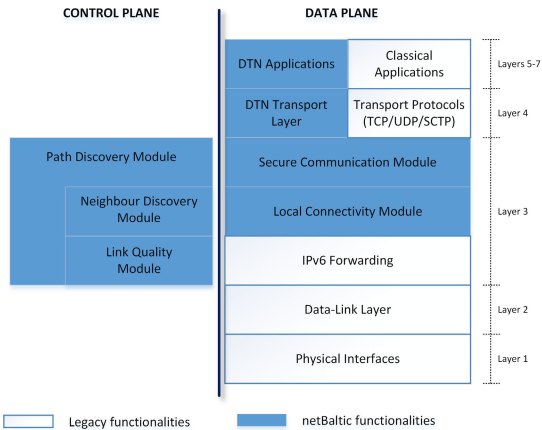 CONTROL PLANE
DATA PLANE
DTN Applications
Classical
Applications
Layers 5-7
DTN Transport
Layer
Transport Protocols
(TCP/UDP/SCTP)
Layer 4
Path Discovery Module
Secure Communication Module
Neighbour Discovery
Module
Local Connectivity Module
Layer 3
Link Quality
Module
IPv6 Forwarding
Data-Link Layer
Layer 2
Physical Interfaces
Layer 1
Legacy functionalities
netBaltic functionalities